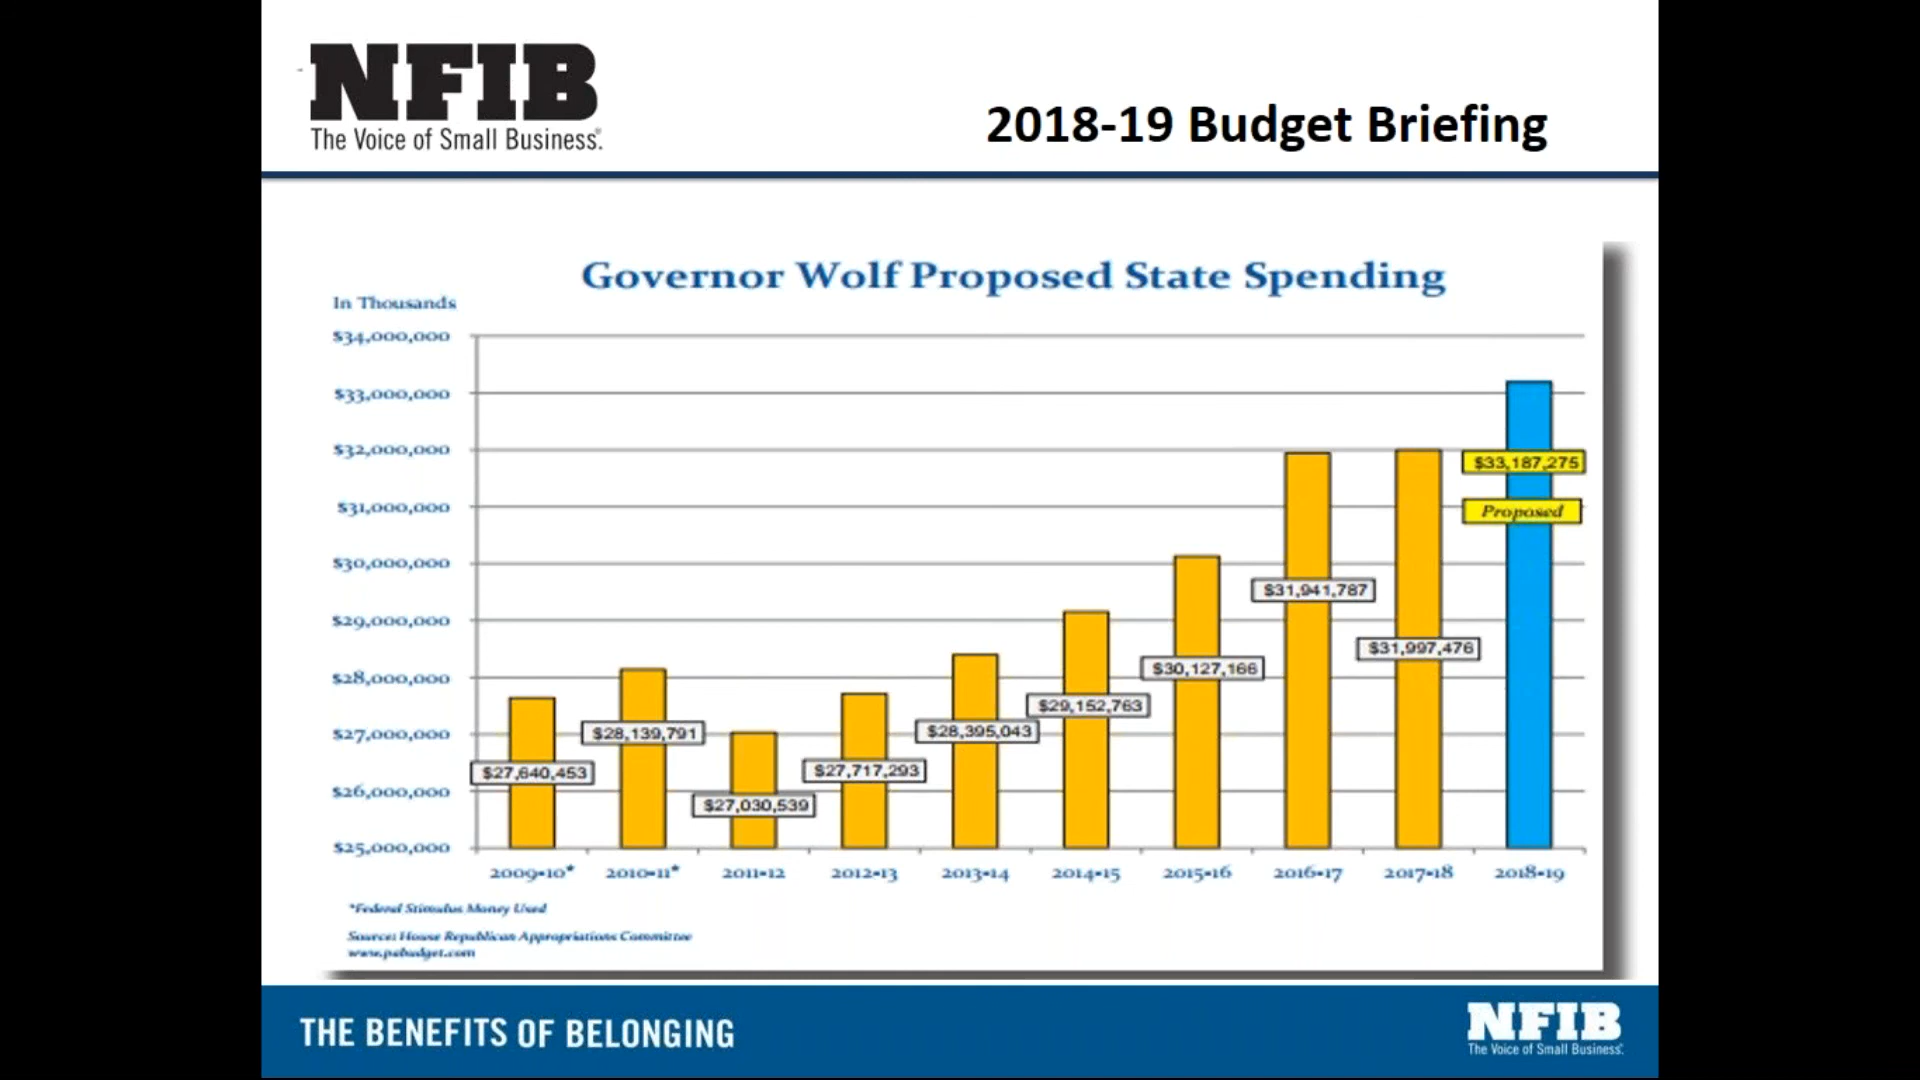 NFIB
The Voice of Small Business.®
2018-19 Budget Briefing
Governor Wolf Proposed State Spending
In Thousands
$34,000,000
$33,000,000
$32,000,000
$31,000,000
$30,000,000
$29,000,000
$28,000,000
$27,000,000
$26,000,000
$25,000,000
$27,640,453
$28,139,791
$27,030,539
$27,717,293
$28,395,043
$29,152,763
$30,127,166
$31,941,787
$31,997,476
$33,187,275
Proposed
2009-10* 2010-11* 2011-12 2012-13 2013-14 2014-15 2015-16 2016-17 2017-18 2018-19
*Federal Stimulus Money Used
Source: House Republican Appropriations Committee
www.pabudget.com
THE BENEFITS OF BELONGING
NFIB
The Voice of Small Business.®